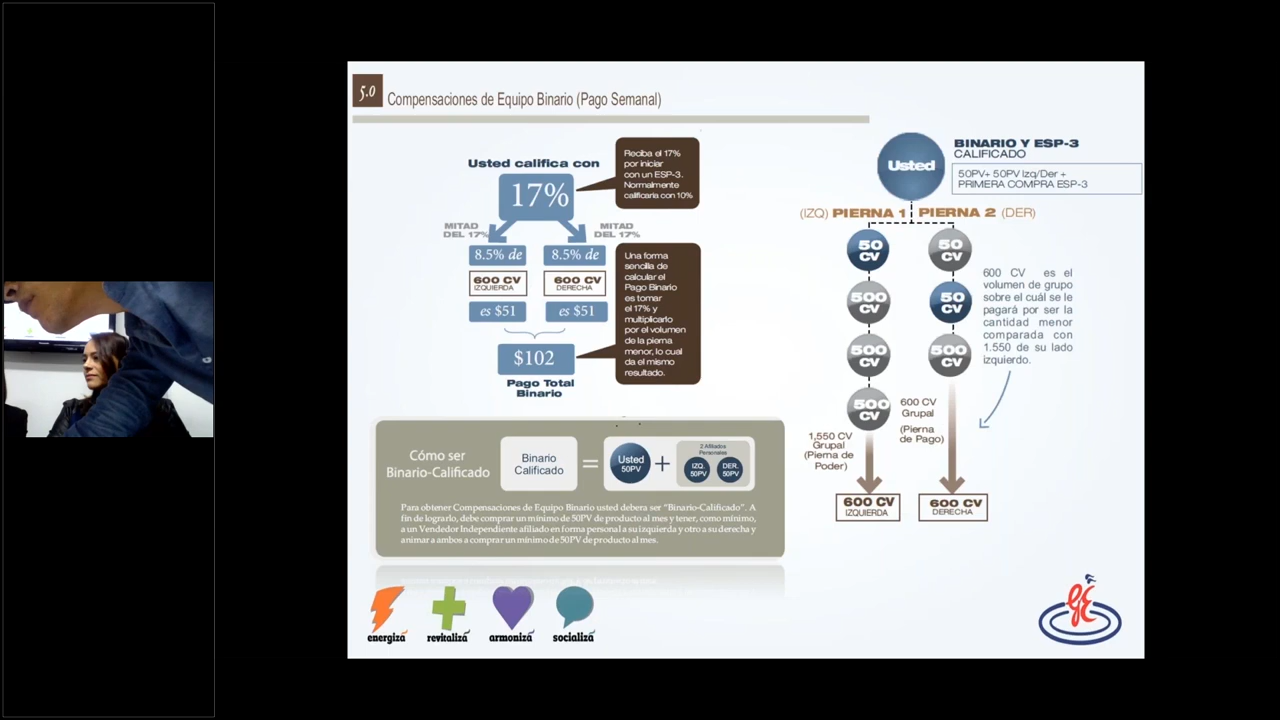 5.0
Compensaciones de Equipo Binario (Pago Semanal)
Usted califica con
17%
Reciba el 17%
por iniciar
con un ESP-3.
Normalmente
calificaría con 10%
MITAD
DEL 17%
MITAD
DEL 17%
8.5% de
8.5% de
600 CV
IZQUIERDA
600 CV
DERECHA
es $51
es $51
$102
Pago Total
Binario
Una forma
sencilla de
calcular el
Pago Binario
es tomar
el 17% y
multiplicarlo
por el volumen
de la pierna
menor, lo cual
da el mismo
resultado.
Usted
BINARIO Y ESP-3
CALIFICADO
50PV+ 50PV Izq/Der +
PRIMERA COMPRA ESP-3
(IZQ) PIERNA 1
PIERNA 2 (DER)
50
CV
50
CV
500
CV
50
CV
500
CV
500
CV
500
CV
600 CV es el
volumen de grupo
sobre el cuál se le
pagará por ser la
cantidad menor
comparada con
1.550 de su lado
izquierdo.
1,550 CV
Grupal
(Pierna de
Poder)
600 CV
Grupal
(Pierna
de Pago)
600 CV
IZQUIERDA
600 CV
DERECHA
Cómo ser
Binario-Calificado
Binario
Calificado
=
Usted
50PV
+
2 Afiliados
Personales
IZQ.
50PV
DER.
50PV
Para obtener Compensaciones de Equipo Binario usted debera ser "Binario-Calificado". A
fin de lograrlo, debe comprar un mínimo de 50PV de producto al mes y tener, como mínimo,
a un Vendedor Independiente afiliado en forma personal a su izquierda y otro a su derecha y
animar a ambos a comprar un mínimo de 50PV de producto al mes.
energizá
revitalizá
armonizá
socializá
GE